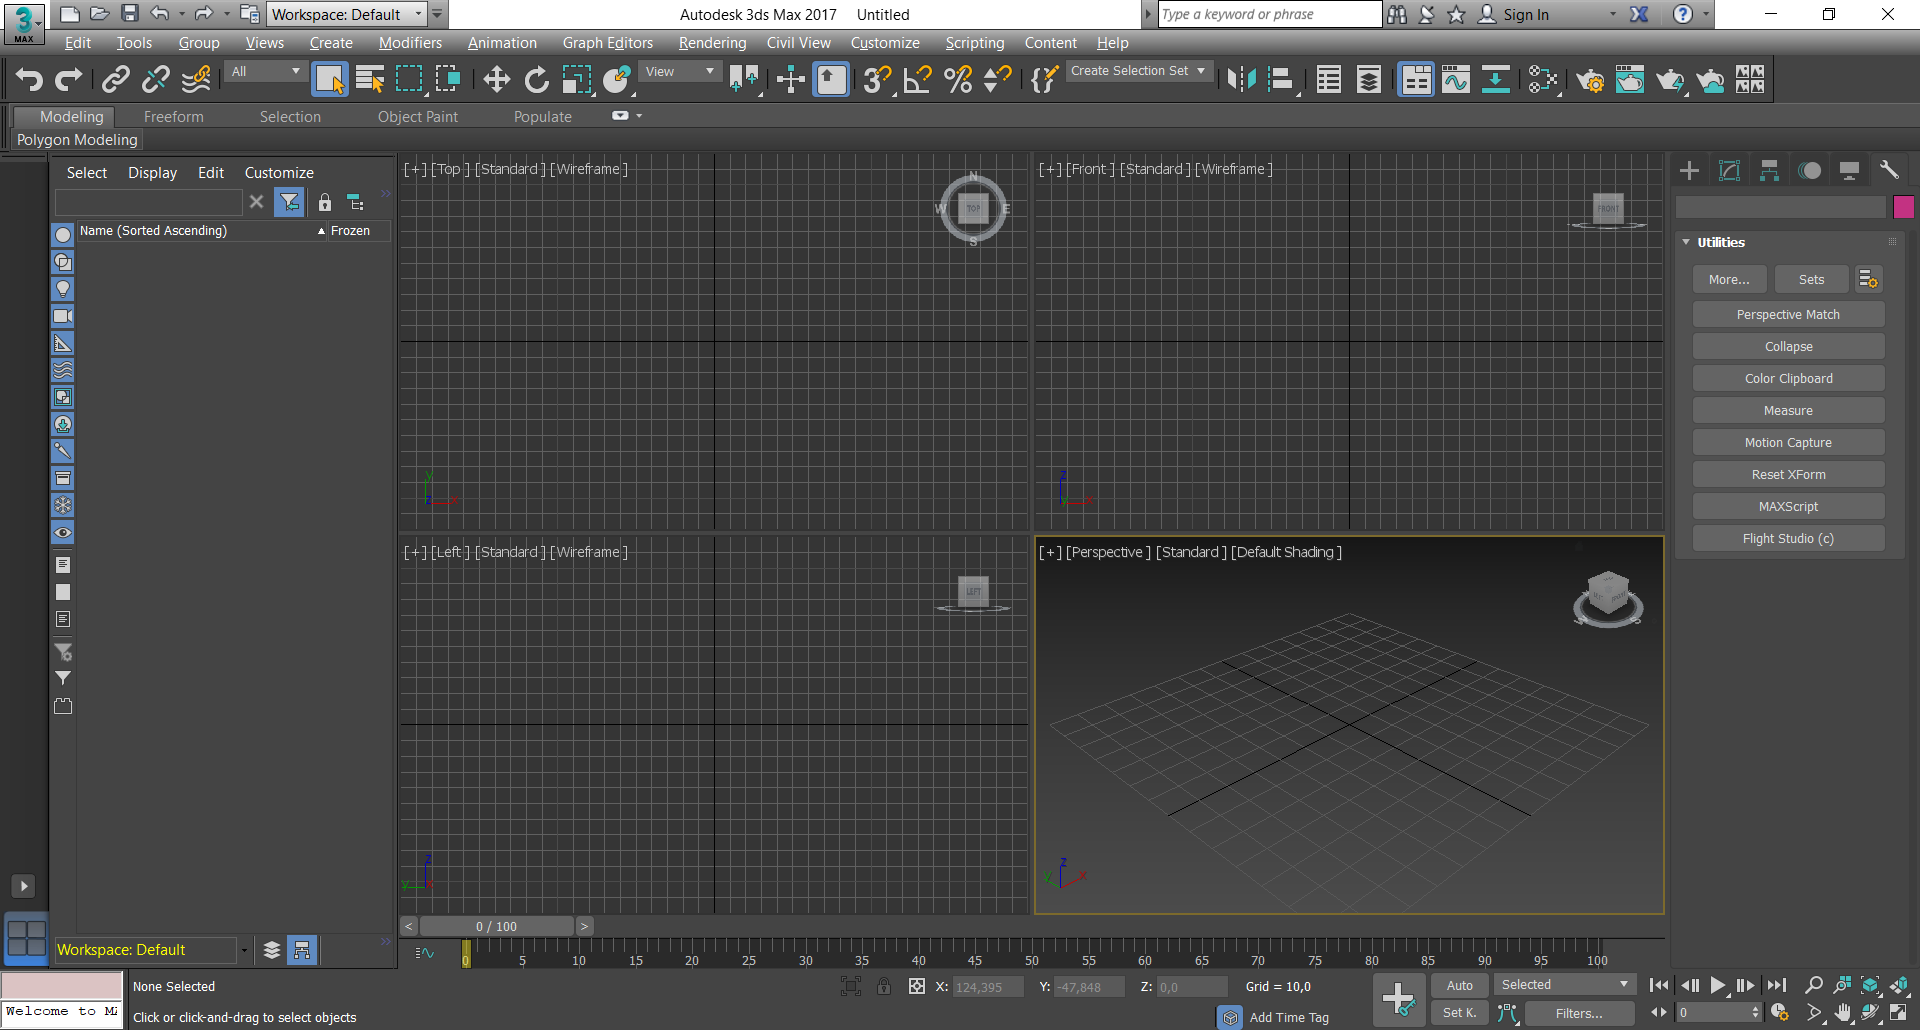 3 MAX
Workspace: Default
Autodesk 3ds Max 2017 Untitled
Type a keyword or phrase
Sign In
Edit Tools Group Views Create Modifiers Animation Graph Editors Rendering Civil View Customize Scripting Content Help
All
View
Create Selection Set
Modeling Freeform Selection Object Paint Populate
Polygon Modeling
Select Display Edit Customize
Name (Sorted Ascending) Frozen
[+] [Top ] [Standard ] [Wireframe ]
N
W TOP E
S
y
z x
[+] [Front ] [Standard ] [Wireframe ]
FRONT
z
y x
[+] [Left ] [Standard ] [Wireframe ]
LEFT
z
y x
[+] [Perspective ] [Standard ] [Default Shading ]
z
y x
Utilities
More... Sets
Perspective Match
Collapse
Color Clipboard
Measure
Motion Capture
Reset XForm
MAXScript
Flight Studio (c)
< 0 / 100 >
Workspace: Default
0 5 10 15 20 25 30 35 40 45 50 55 60 65 70 75 80 85 90 95 100
None Selected
X: 124,395 Y: -47,848 Z: 0,0 Grid = 10,0
Auto Selected
Welcome to MA
Click or click-and-drag to select objects
Add Time Tag
Set K. Filters...
0